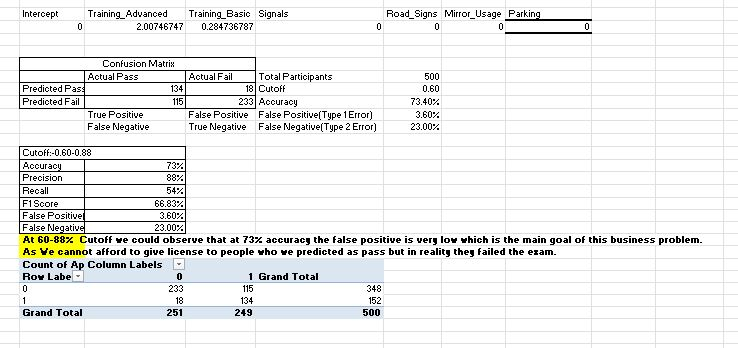 Intercept Training_Advanced Training_Basic Signals Road_Signs Mirror_Usage Parking
0 2.00746747 0.284736787 0 0 0 0
Confusion Matrix
Actual Pass Actual Fail Total Participants 500
Predicted Pass 134 18 Cutoff 0.60
Predicted Fail 115 233 Accuracy 73.40%
True Positive False Positive False Positive(Type 1 Error) 3.60%
False Negative True Negative False Negative(Type 2 Error) 23.00%
Cutoff:-0.60-0.88
Accuracy 73%
Precision 88%
Recall 54%
F1 Score 66.83%
False Positive 3.60%
False Negative 23.00%
At 60-88% Cutoff we could observe that at 73% accuracy the false positive is very low which is the main goal of this business problem.
As We cannot afford to give license to people who we predicted as pass but in reality they failed the exam.
Count of Ap Column Labels
Row Labe 0 1 Grand Total
0 233 115 348
1 18 134 152
Grand Total 251 249 500